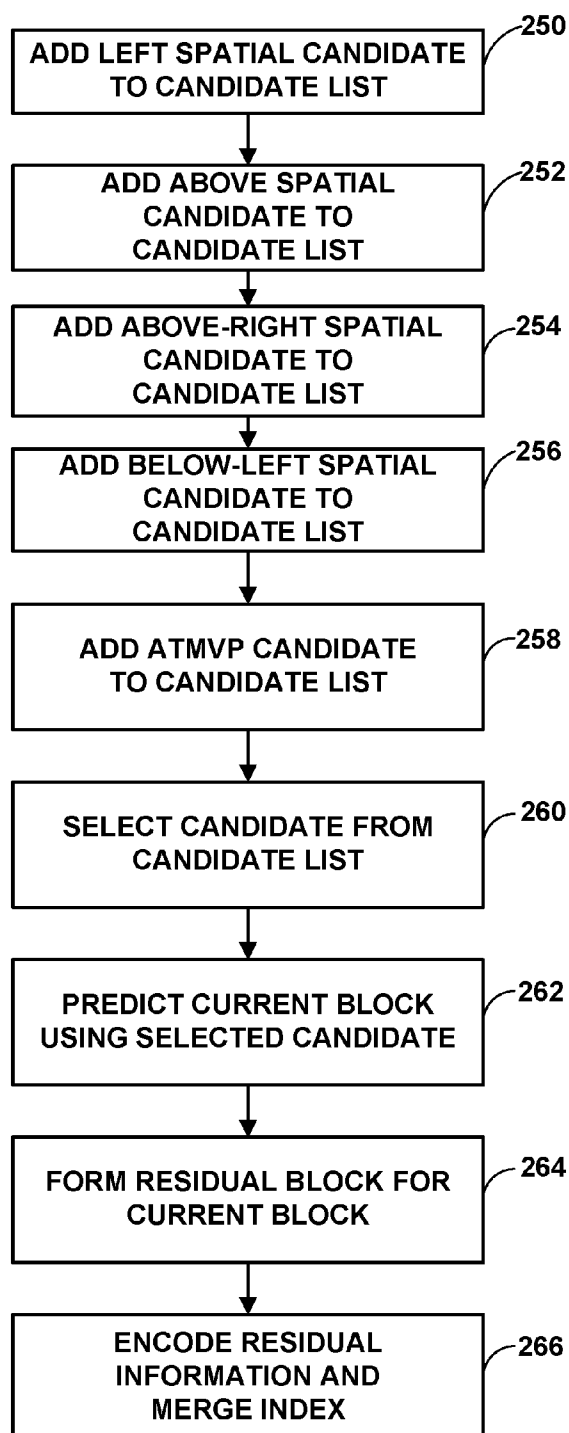 250
ADD LEFT SPATIAL CANDIDATE
TO CANDIDATE LIST
252
ADD ABOVE SPATIAL
CANDIDATE TO
CANDIDATE LIST
254
ADD ABOVE-RIGHT SPATIAL
CANDIDATE TO
CANDIDATE LIST
256
ADD BELOW-LEFT SPATIAL
CANDIDATE TO
CANDIDATE LIST
258
ADD ATMVP CANDIDATE
TO CANDIDATE LIST
260
SELECT CANDIDATE FROM
CANDIDATE LIST
262
PREDICT CURRENT BLOCK
USING SELECTED CANDIDATE
264
FORM RESIDUAL BLOCK FOR
CURRENT BLOCK
266
ENCODE RESIDUAL
INFORMATION AND
MERGE INDEX